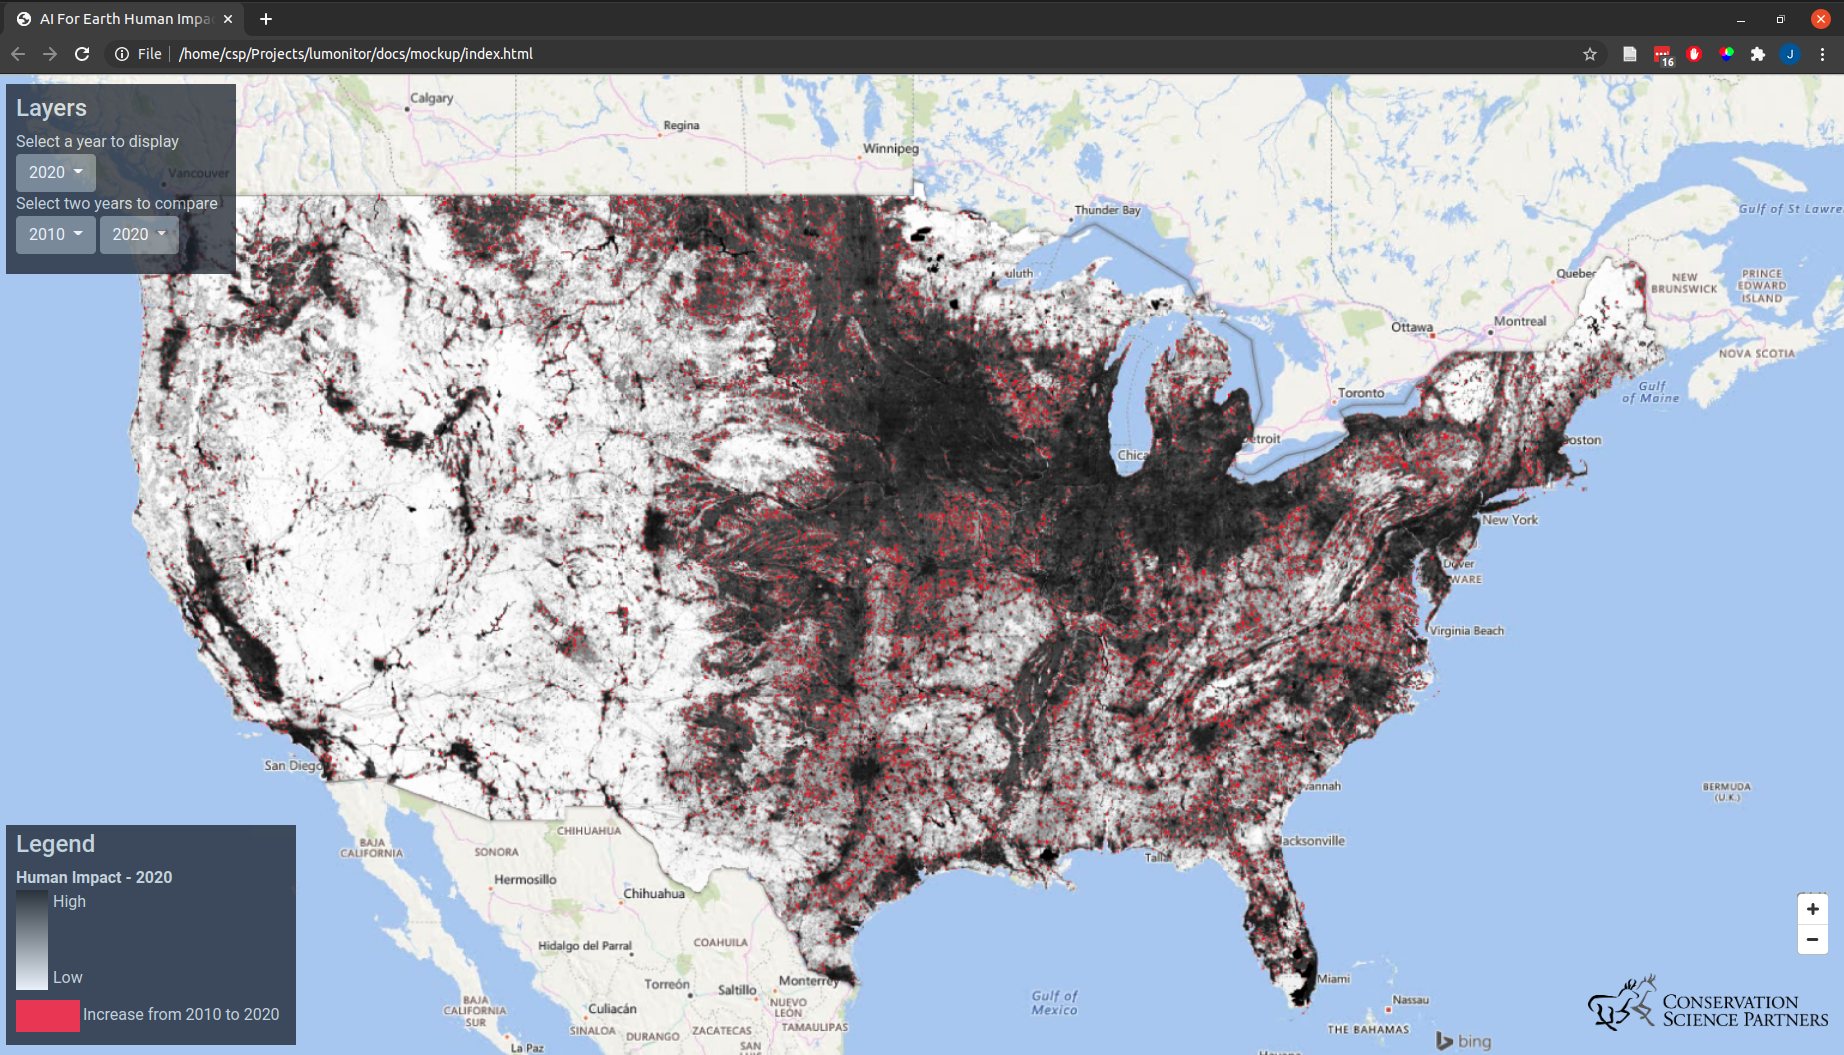 AI For Earth Human Impa
File
/home/csp/Projects/lumonitor/docs/mockup/index.html
16
J
Layers
Select a year to display
2020
Select two years to compare
2010 2020
Vancouver
Calgary
Regina
Winnipeg
Thunder Bay
Gulf of St Lawre
uluth
Quebec
NEW
BRUNSWICK
PRINCE
EDWARD
ISLAND
Ottawa
Montreal
NOVA SCOTIA
Gulf
of Maine
Toronto
etroit
Boston
Chica
New York
Dover
WARE
Virginia Beach
San Diego
BERMUDA
(U.K.)
vannah
Jacksonville
Talla
CHIHUAHUA
BAJA
CALIFORNIA
SONORA
Hermosillo
Chihuahua
Hidalgo del Parral
COAHUILA
Monterrey
Torreón
Saltillo
NUEVO
LEÓN
TAMAULIPAS
BAJA
CALIFORNIA
SUR
Culiacán
SINALOA
DURANGO
ZACATECAS
SAN
La Paz
Gulf of
Mexico
Miami
Nassau
THE BAHAMAS
Legend
Human Impact - 2020
High
Low
Increase from 2010 to 2020
+
−
CONSERVATION
SCIENCE PARTNERS
bing